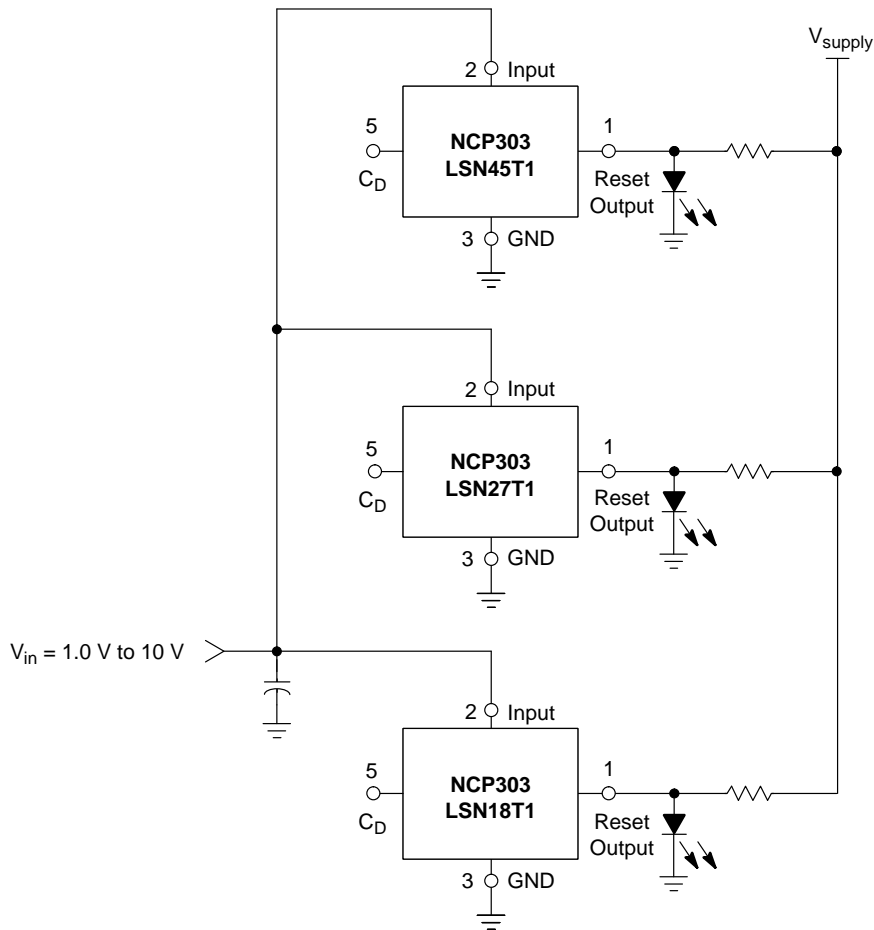 V_supply
2 Input
5
NCP303
LSN45T1
1
C_D
Reset
Output
3 GND
2 Input
5
NCP303
LSN27T1
1
C_D
Reset
Output
3 GND
V_in = 1.0 V to 10 V
2 Input
5
NCP303
LSN18T1
1
C_D
Reset
Output
3 GND